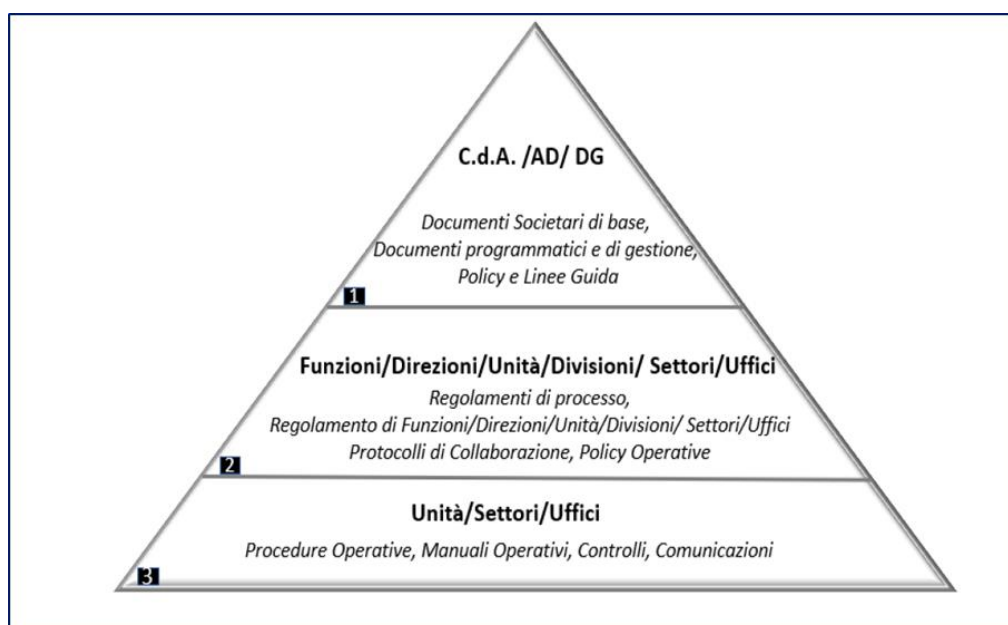 C.d.A. /AD/ DG
Documenti Societari di base,
Documenti programmatici e di gestione,
Policy e Linee Guida
1
Funzioni/Direzioni/Unità/Divisioni/ Settori/Uffici
Regolamenti di processo,
Regolamento di Funzioni/Direzioni/Unità/Divisioni/ Settori/Uffici
Protocolli di Collaborazione, Policy Operative
2
Unità/Settori/Uffici
Procedure Operative, Manuali Operativi, Controlli, Comunicazioni
3